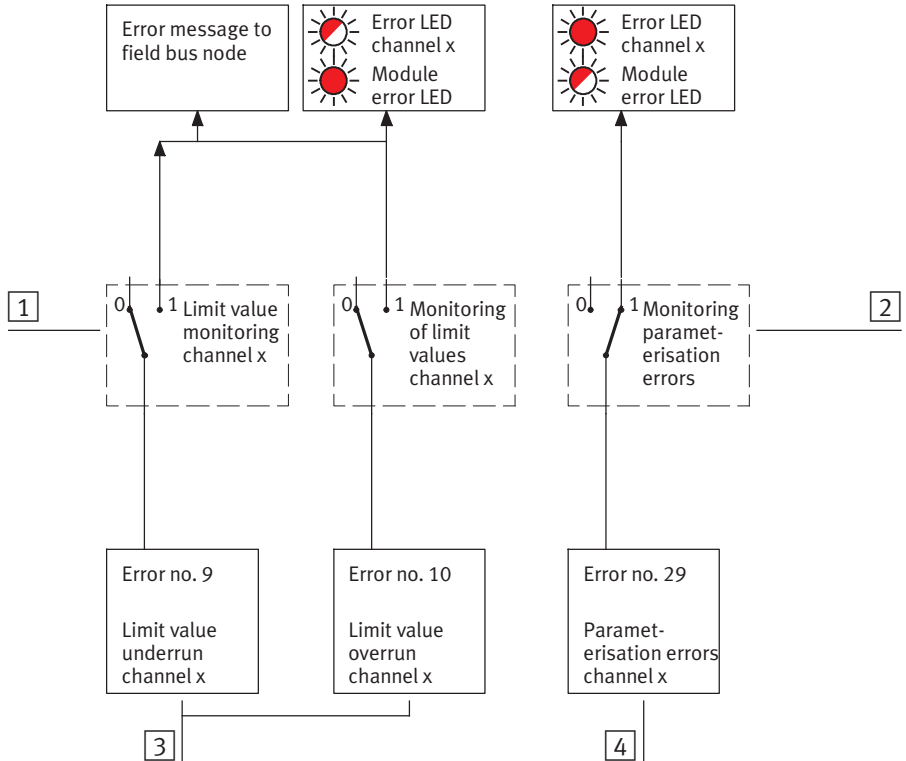 Error message to
field bus node
Error LED
channel x
Module
error LED
Error LED
channel x
Module
error LED
1
0
1
Limit value
monitoring
channel x
0
1
Monitoring
of limit
values
channel x
0
1
Monitoring
paramet-
erisation
errors
2
Error no. 9
Limit value
underrun
channel x
Error no. 10
Limit value
overrun
channel x
Error no. 29
Paramet-
erisation errors
channel x
3
4